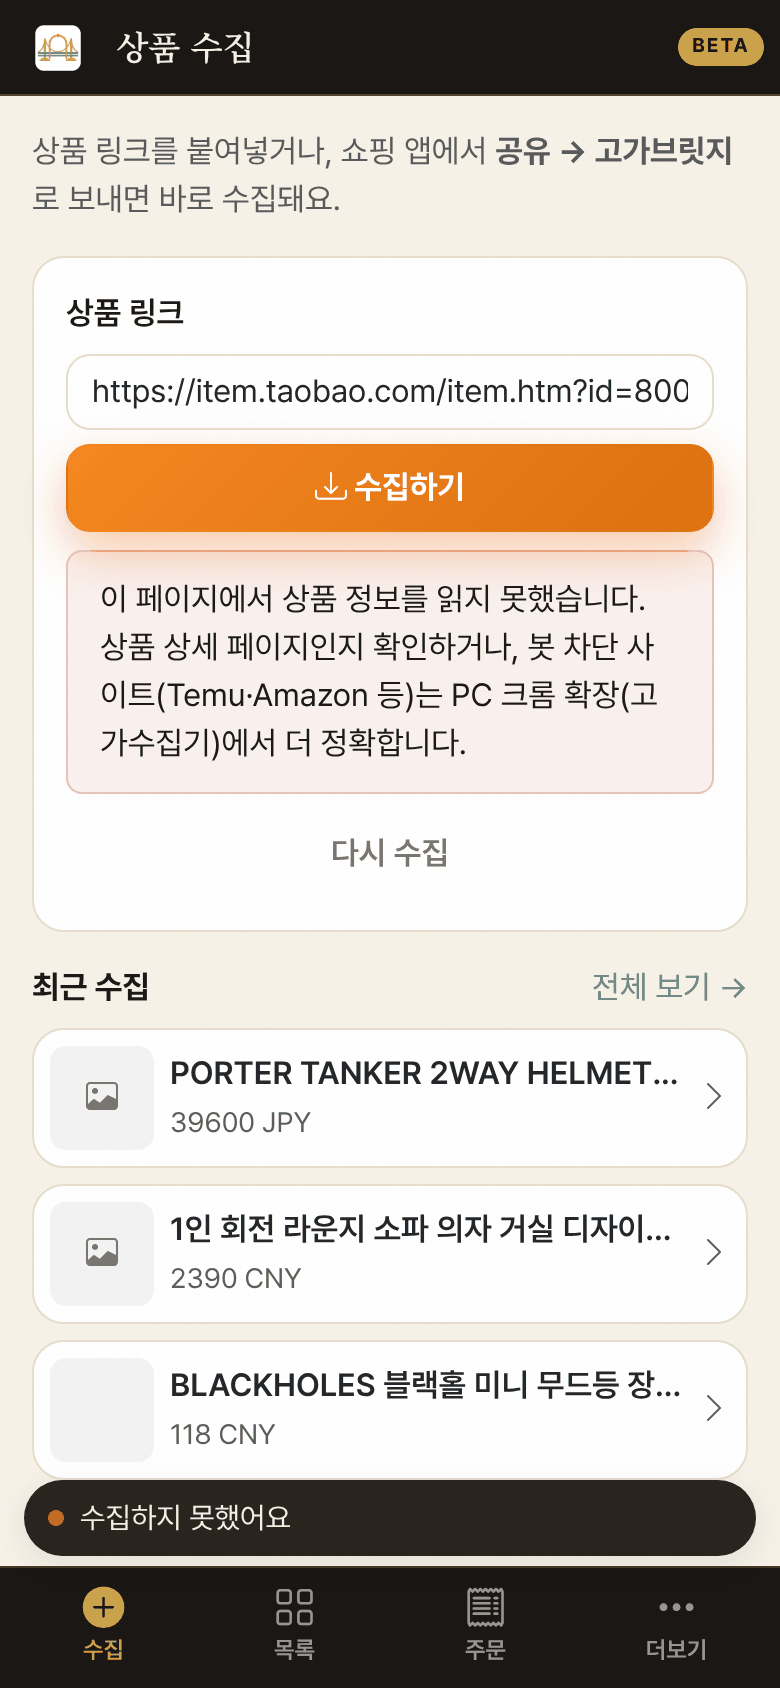 상품 수집
BETA
상품 링크를 붙여넣거나, 쇼핑 앱에서 공유 → 고가브릿지
로 보내면 바로 수집돼요.
상품 링크
https://item.taobao.com/item.htm?id=800
수집하기
이 페이지에서 상품 정보를 읽지 못했습니다.
상품 상세 페이지인지 확인하거나, 봇 차단 사
이트(Temu·Amazon 등)는 PC 크롬 확장(고
가수집기)에서 더 정확합니다.
다시 수집
최근 수집
전체 보기 →
PORTER TANKER 2WAY HELMET...
39600 JPY
1인 회전 라운지 소파 의자 거실 디자이...
2390 CNY
BLACKHOLES 블랙홀 미니 무드등 장...
118 CNY
수집하지 못했어요
수집
목록
주문
더보기